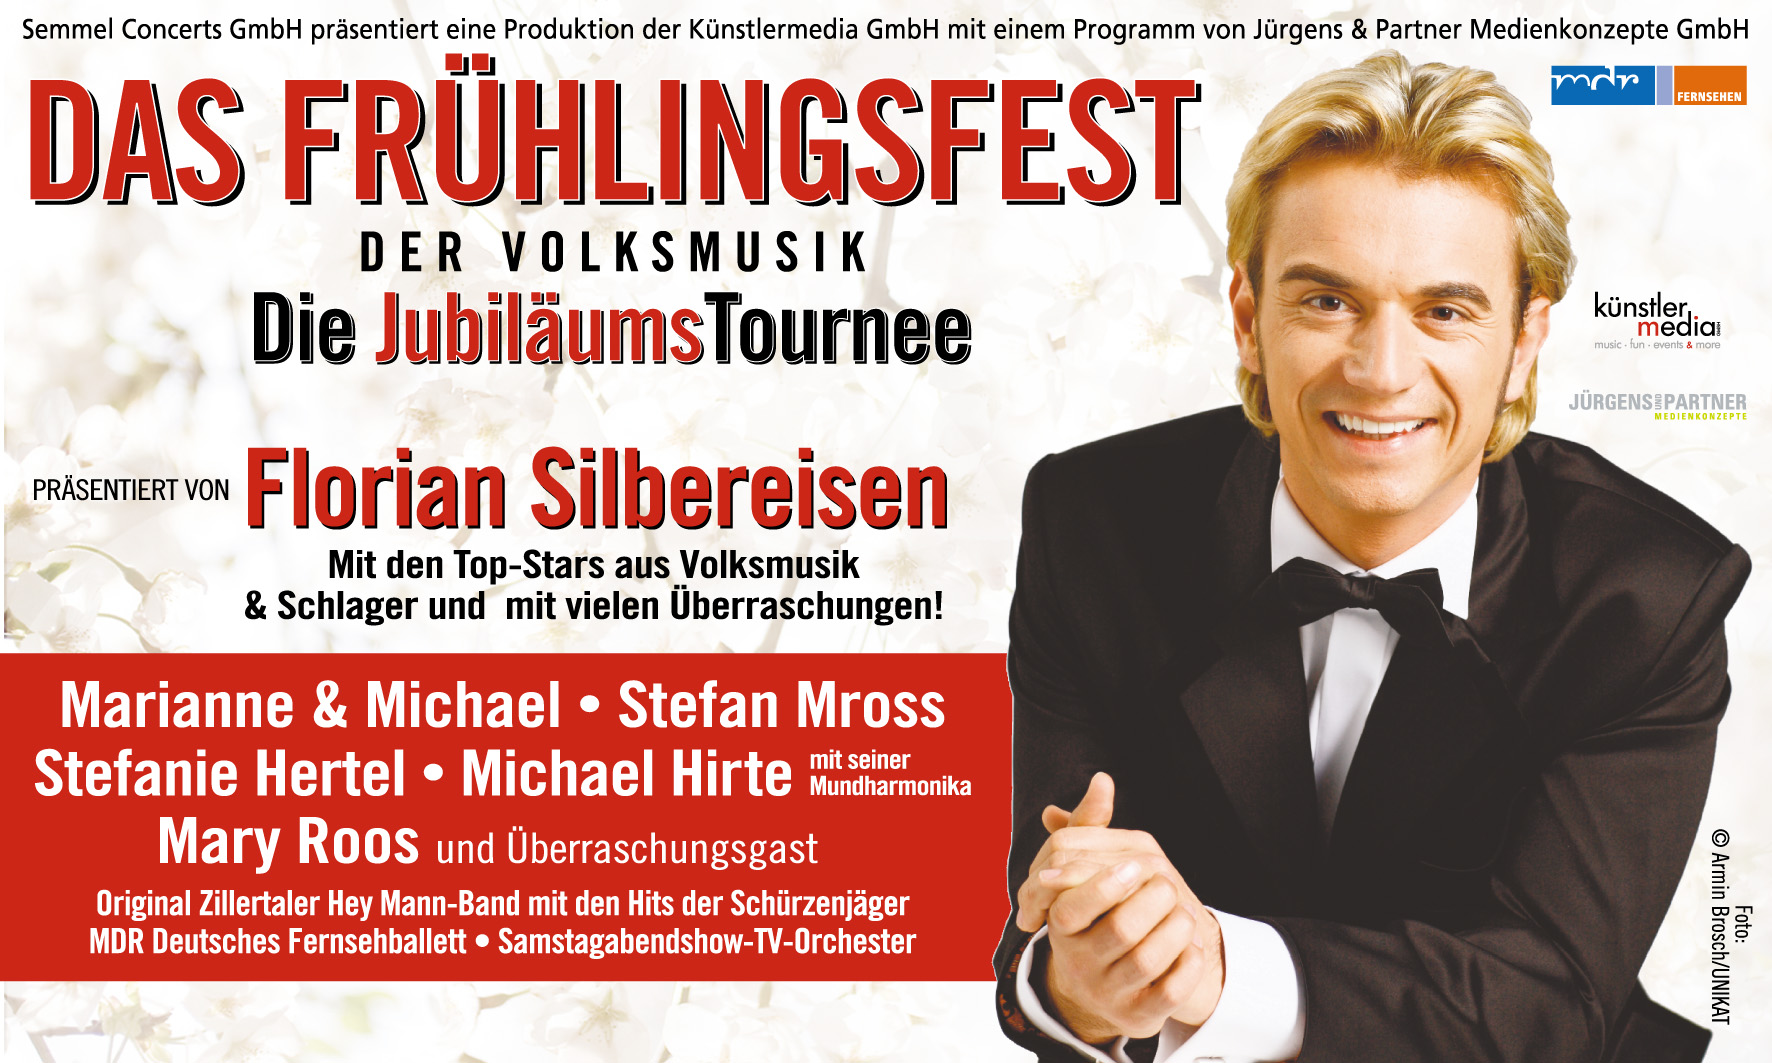 Semmel Concerts GmbH präsentiert eine Produktion der Künstlermedia GmbH mit einem Programm von Jürgens & Partner Medienkonzepte GmbH
DAS FRÜHLINGSFEST
DER VOLKSMUSIK
Die JubiläumsTournee
PRÄSENTIERT VON Florian Silbereisen
Mit den Top-Stars aus Volksmusik
& Schlager und mit vielen Überraschungen!
Marianne & Michael • Stefan Mross
Stefanie Hertel • Michael Hirte mit seiner Mundharmonika
Mary Roos und Überraschungsgast
Original Zillertaler Hey Mann-Band mit den Hits der Schürzenjäger
MDR Deutsches Fernsehballett • Samstagabendshow-TV-Orchester
mdr FERNSEHEN
künstler
media GmbH
music · fun · events & more
JÜRGENS UND PARTNER
MEDIENKONZEPTE
Foto:
© Armin Brosch/UNIKAT